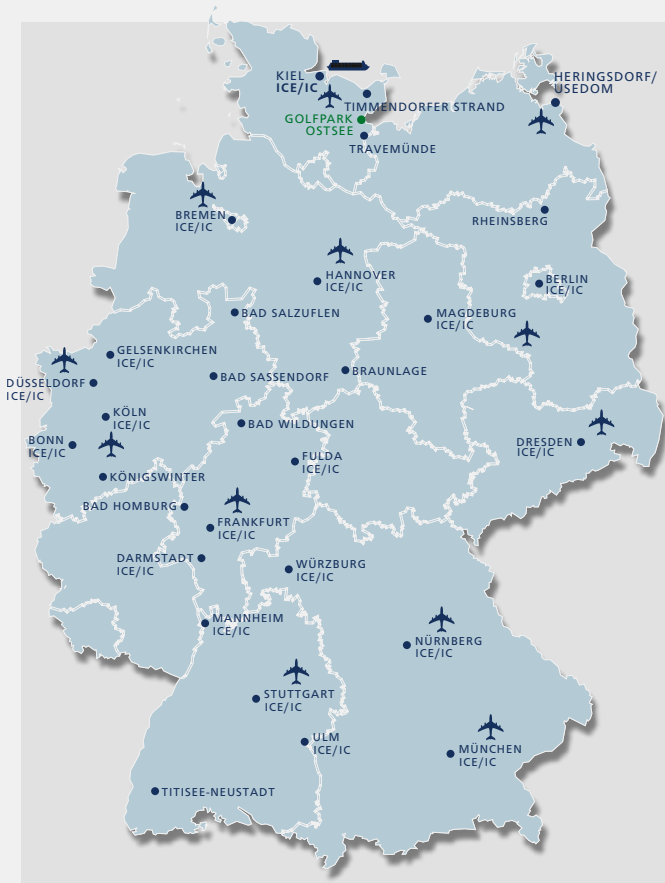 KIEL
ICE/IC
HERINGSDORF/
USEDOM
TIMMENDORFER STRAND
GOLFPARK
OSTSEE
TRAVEMÜNDE
BREMEN
ICE/IC
RHEINSBERG
HANNOVER
ICE/IC
BERLIN
ICE/IC
BAD SALZUFLEN
MAGDEBURG
ICE/IC
GELSENKIRCHEN
ICE/IC
DÜSSELDORF
ICE/IC
BAD SASSENDORF
BRAUNLAGE
KÖLN
ICE/IC
BAD WILDUNGEN
BONN
ICE/IC
DRESDEN
ICE/IC
FULDA
ICE/IC
KÖNIGSWINTER
BAD HOMBURG
FRANKFURT
ICE/IC
DARMSTADT
ICE/IC
WÜRZBURG
ICE/IC
MANNHEIM
ICE/IC
NÜRNBERG
ICE/IC
STUTTGART
ICE/IC
ULM
ICE/IC
MÜNCHEN
ICE/IC
TITISEE-NEUSTADT